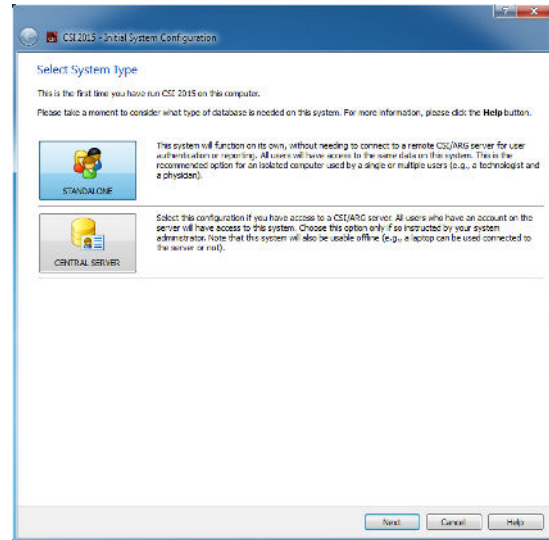 CSI 2015 - Initial System Configuration
Select System Type
This is the first time you have run CSI 2015 on this computer.
Please take a moment to consider what type of database is needed on this system. For more information, please click the Help button.
This system will function on its own, without needing to connect to a remote CSI/ARG server for user
authentication or reporting. All users will have access to the same data on this system. This is the
recommended option for an isolated computer used by a single or multiple users (e.g., a technologist and
a physician).
STANDALONE
Select this configuration if you have access to a CSI/ARG server. All users who have an account on the
server will have access to this system. Choose this option only if so instructed by your system
administrator. Note that this system will also be usable offline (e.g., a laptop can be used connected to
the server or not).
CENTRAL SERVER
Next Cancel Help